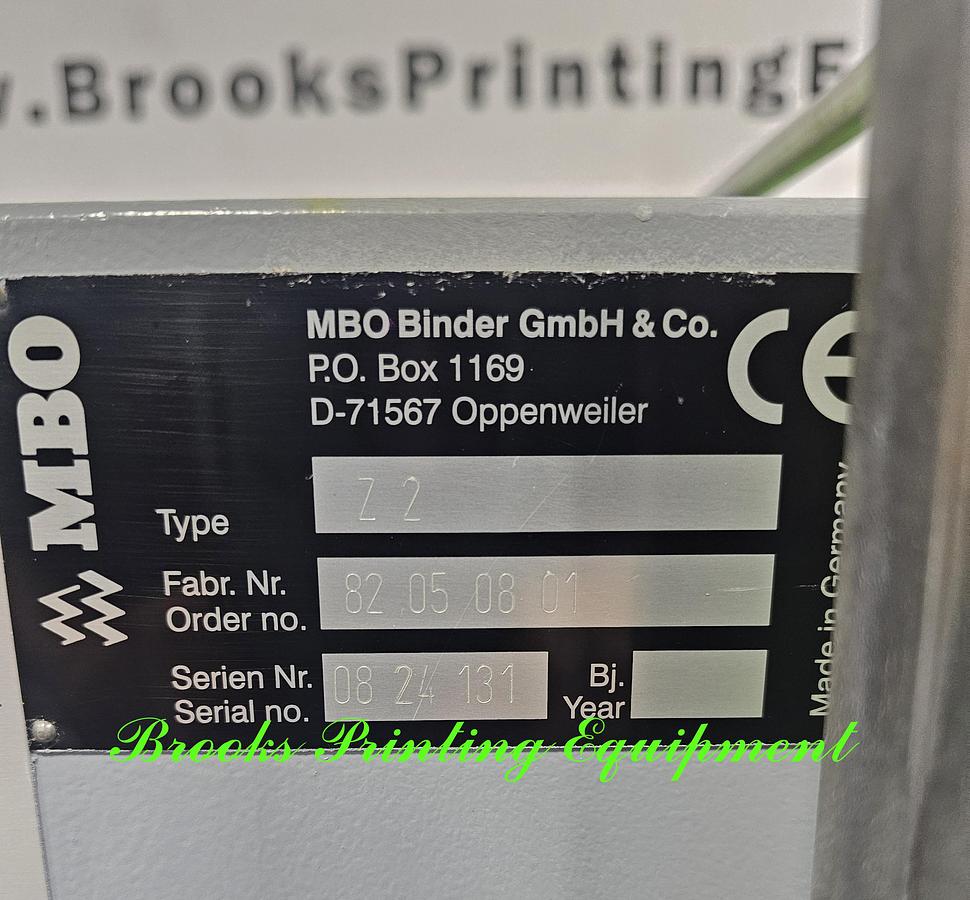 .BrooksPrintingE
MBO
MBO Binder GmbH & Co.
P.O. Box 1169
D-71567 Oppenweiler
CE
Type
Z 2
Fabr. Nr.
Order no.
82 05 08 01
Serien Nr.
Serial no.
08 24 131
Bj.
Year
Made in Germany
Brooks Printing Equipment